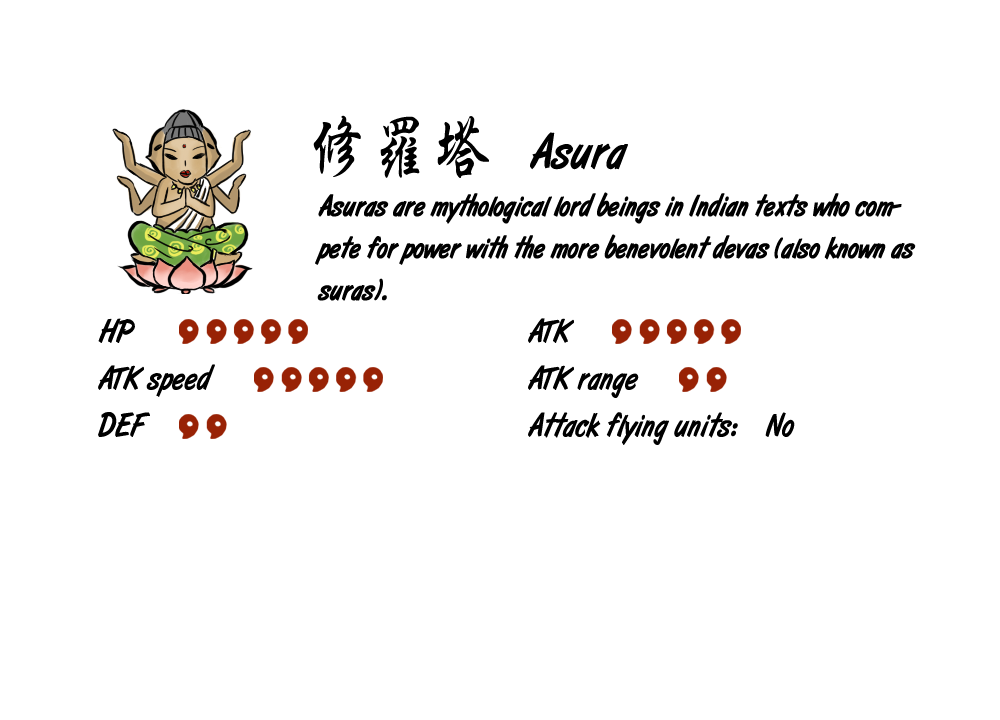 修羅塔 Asura
Asuras are mythological lord beings in Indian texts who com-
pete for power with the more benevolent devas (also known as
suras).
HP ATK
ATK speed ATK range
DEF Attack flying units: No